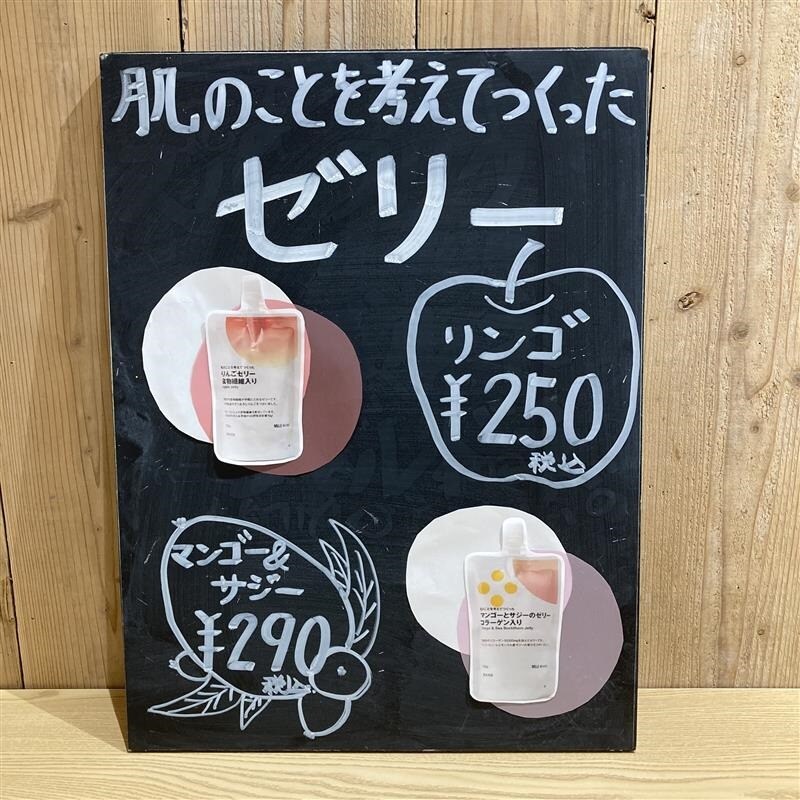 肌のことを考えてつくった
ゼリー
リンゴ
¥250
税込
りんごゼリー
食物繊維入り
マンゴー&
サジー
¥290
税込
マンゴーとサジーのゼリー
コラーゲン入り